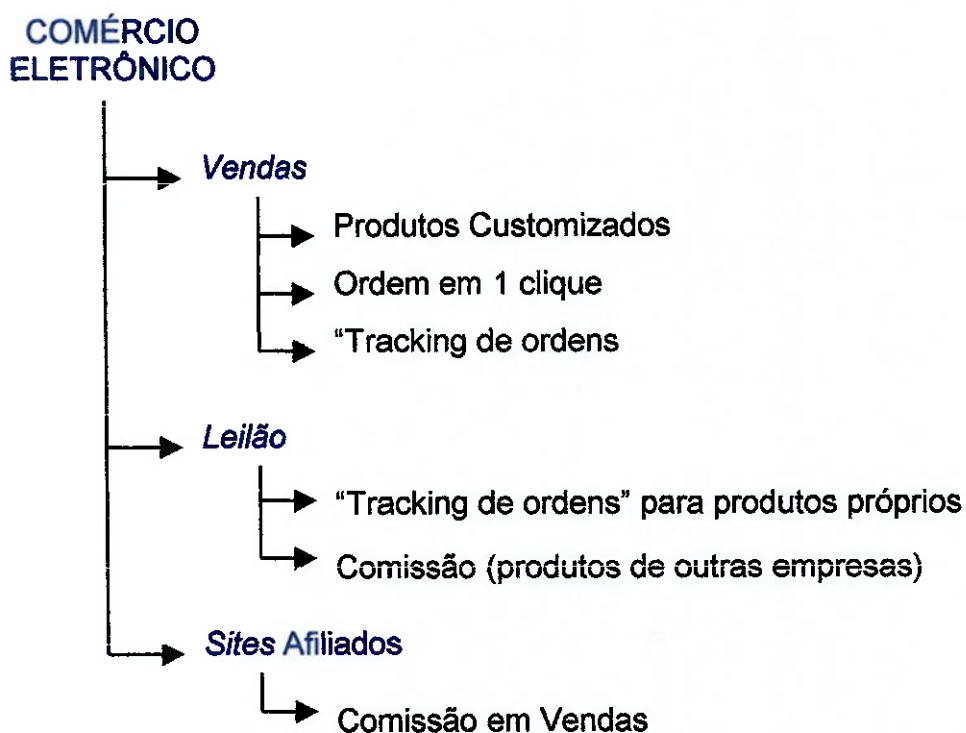 COMÉRCIO
ELETRÔNICO
Vendas
Produtos Customizados
Ordem em 1 clique
“Tracking de ordens
Leilão
“Tracking de ordens” para produtos próprios
Comissão (produtos de outras empresas)
Sites Afiliados
Comissão em Vendas